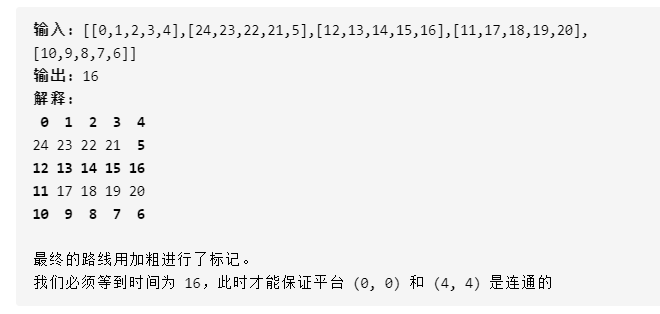 输入：[[0,1,2,3,4],[24,23,22,21,5],[12,13,14,15,16],[11,17,18,19,20],
[10,9,8,7,6]]
输出：16
解释：
0 1 2 3 4
24 23 22 21 5
12 13 14 15 16
11 17 18 19 20
10 9 8 7 6
最终的路线用加粗进行了标记。
我们必须等到时间为 16，此时才能保证平台 (0, 0) 和 (4, 4) 是连通的